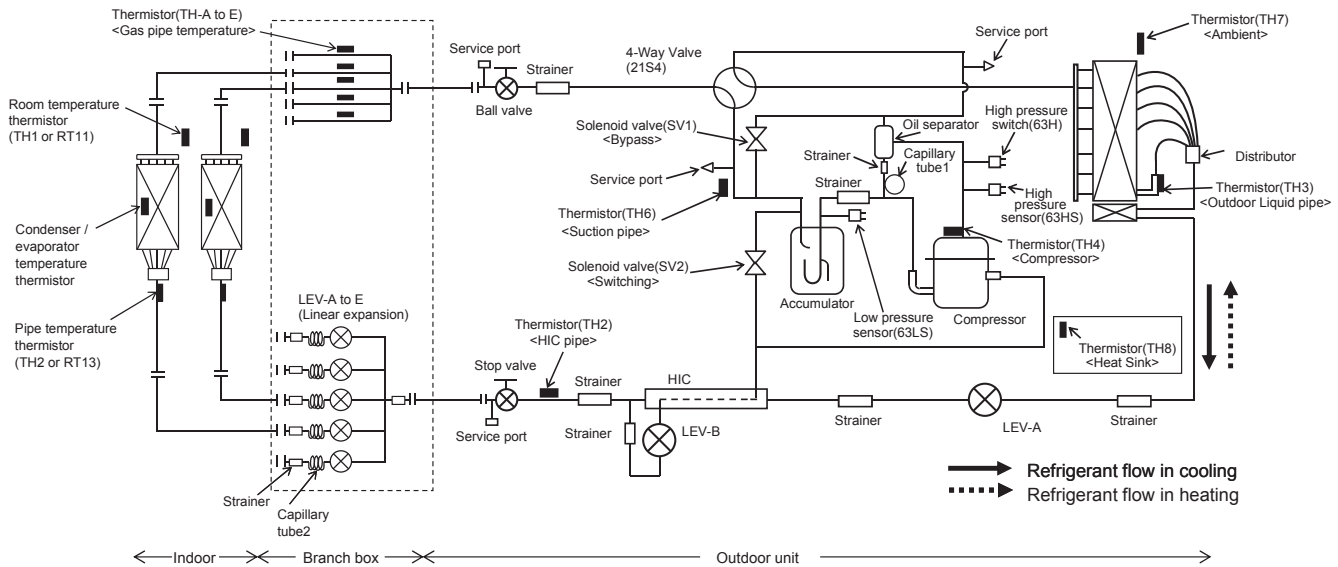 Thermistor(TH-A to E)
<Gas pipe temperature>
Service port
Strainer
Ball valve
4-Way Valve
(21S4)
Service port
Thermistor(TH7)
<Ambient>
Room temperature
thermistor
(TH1 or RT11)
Solenoid valve(SV1)
<Bypass>
Oil separator
High pressure
switch(63H)
Strainer
Capillary
tube1
Distributor
Service port
Strainer
High
pressure
sensor(63HS)
Thermistor(TH3)
<Outdoor Liquid pipe>
Thermistor(TH6)
<Suction pipe>
Condenser /
evaporator
temperature
thermistor
Thermistor(TH4)
<Compressor>
Solenoid valve(SV2)
<Switching>
Accumulator
Compressor
LEV-A to E
(Linear expansion)
Low pressure
sensor(63LS)
Pipe temperature
thermistor
(TH2 or RT13)
Thermistor(TH2)
<HIC pipe>
Thermistor(TH8)
<Heat Sink>
Stop valve
Strainer
HIC
Service port
Strainer
LEV-B
Strainer
LEV-A
Strainer
Refrigerant flow in cooling
Refrigerant flow in heating
Strainer
Capillary
tube2
Indoor
Branch box
Outdoor unit